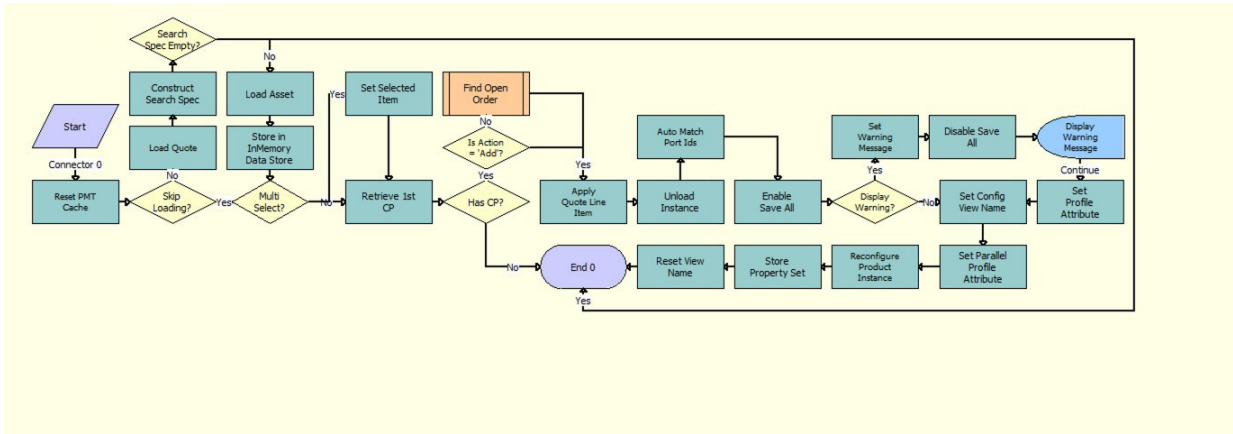 Search
Spec Empty?
No
Construct
Search Spec
Load Asset
Yes
Set Selected
Item
Find Open
Order
Start
Load Quote
Store in
InMemory
Data Store
No
Is Action
= 'Add'?
Auto Match
Port Ids
Set
Warning
Message
Disable Save
All
Display
Warning
Message
Connector 0
No
Yes
Yes
Yes
Continue
Reset PMT
Cache
Skip
Loading?
Yes
Multi
Select?
No
Retrieve 1st
CP
Has CP?
Apply
Quote Line
Item
Unload
Instance
Enable
Save All
Display
Warning?
No
Set Config
View Name
Set
Profile
Attribute
No
End 0
Reset View
Name
Store
Property Set
Reconfigure
Product
Instance
Set Parallel
Profile
Attribute
Yes